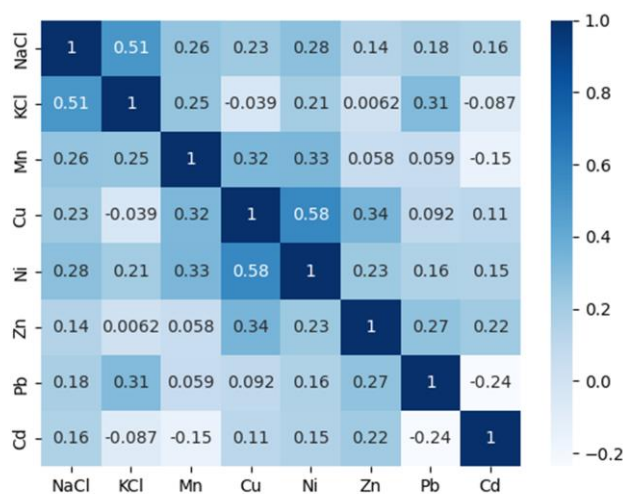 NaCl 1 0.51 0.26 0.23 0.28 0.14 0.18 0.16
KCl 0.51 1 0.25 -0.039 0.21 0.0062 0.31 -0.087
Mn 0.26 0.25 1 0.32 0.33 0.058 0.059 -0.15
Cu 0.23 -0.039 0.32 1 0.58 0.34 0.092 0.11
Ni 0.28 0.21 0.33 0.58 1 0.23 0.16 0.15
Zn 0.14 0.0062 0.058 0.34 0.23 1 0.27 0.22
Pb 0.18 0.31 0.059 0.092 0.16 0.27 1 -0.24
Cd 0.16 -0.087 -0.15 0.11 0.15 0.22 -0.24 1
NaCl KCl Mn Cu Ni Zn Pb Cd
1.0
0.8
0.6
0.4
0.2
0.0
−0.2